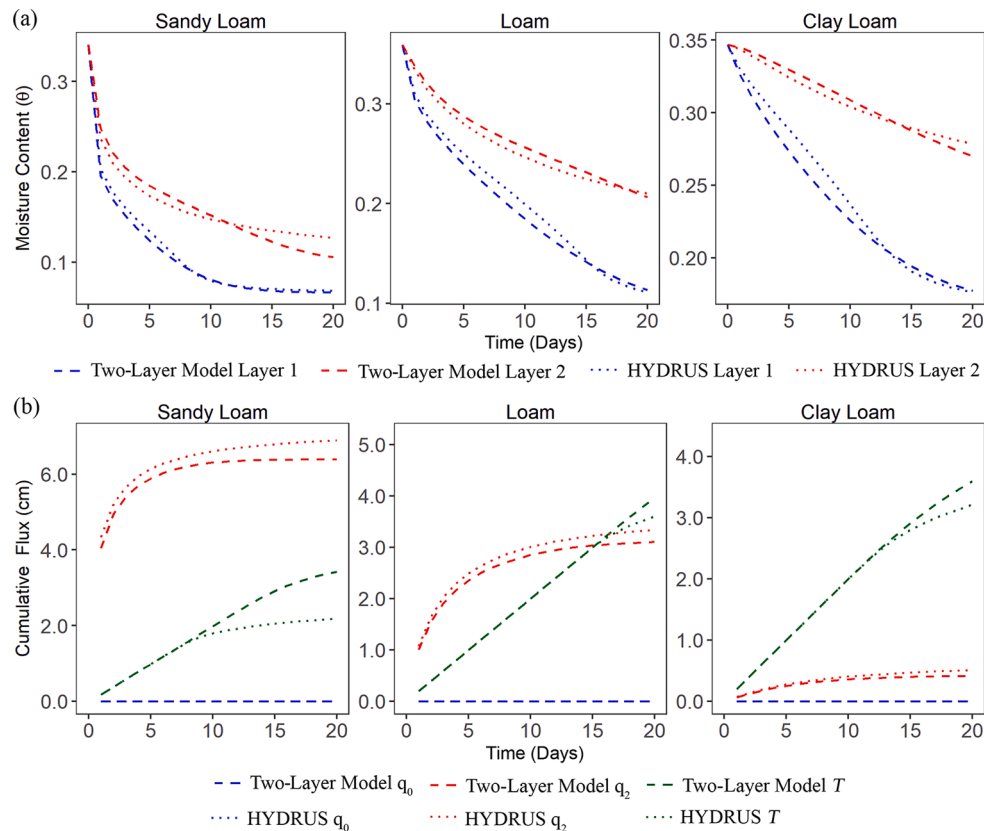 (a)
Sandy Loam
Loam
Clay Loam
Moisture Content (θ)
0.3
0.2
0.1
0.3
0.2
0.1
0.35
0.30
0.25
0.20
0 5 10 15 20
0 5 10 15 20
0 5 10 15 20
Time (Days)
Two-Layer Model Layer 1
Two-Layer Model Layer 2
HYDRUS Layer 1
HYDRUS Layer 2
(b)
Sandy Loam
Loam
Clay Loam
Cumulative Flux (cm)
6.0
4.0
2.0
0.0
5.0
4.0
3.0
2.0
1.0
0.0
4.0
3.0
2.0
1.0
0.0
0 5 10 15 20
0 5 10 15 20
0 5 10 15 20
Time (Days)
Two-Layer Model q₀
Two-Layer Model q₂
Two-Layer Model T
HYDRUS q₀
HYDRUS q₂
HYDRUS T